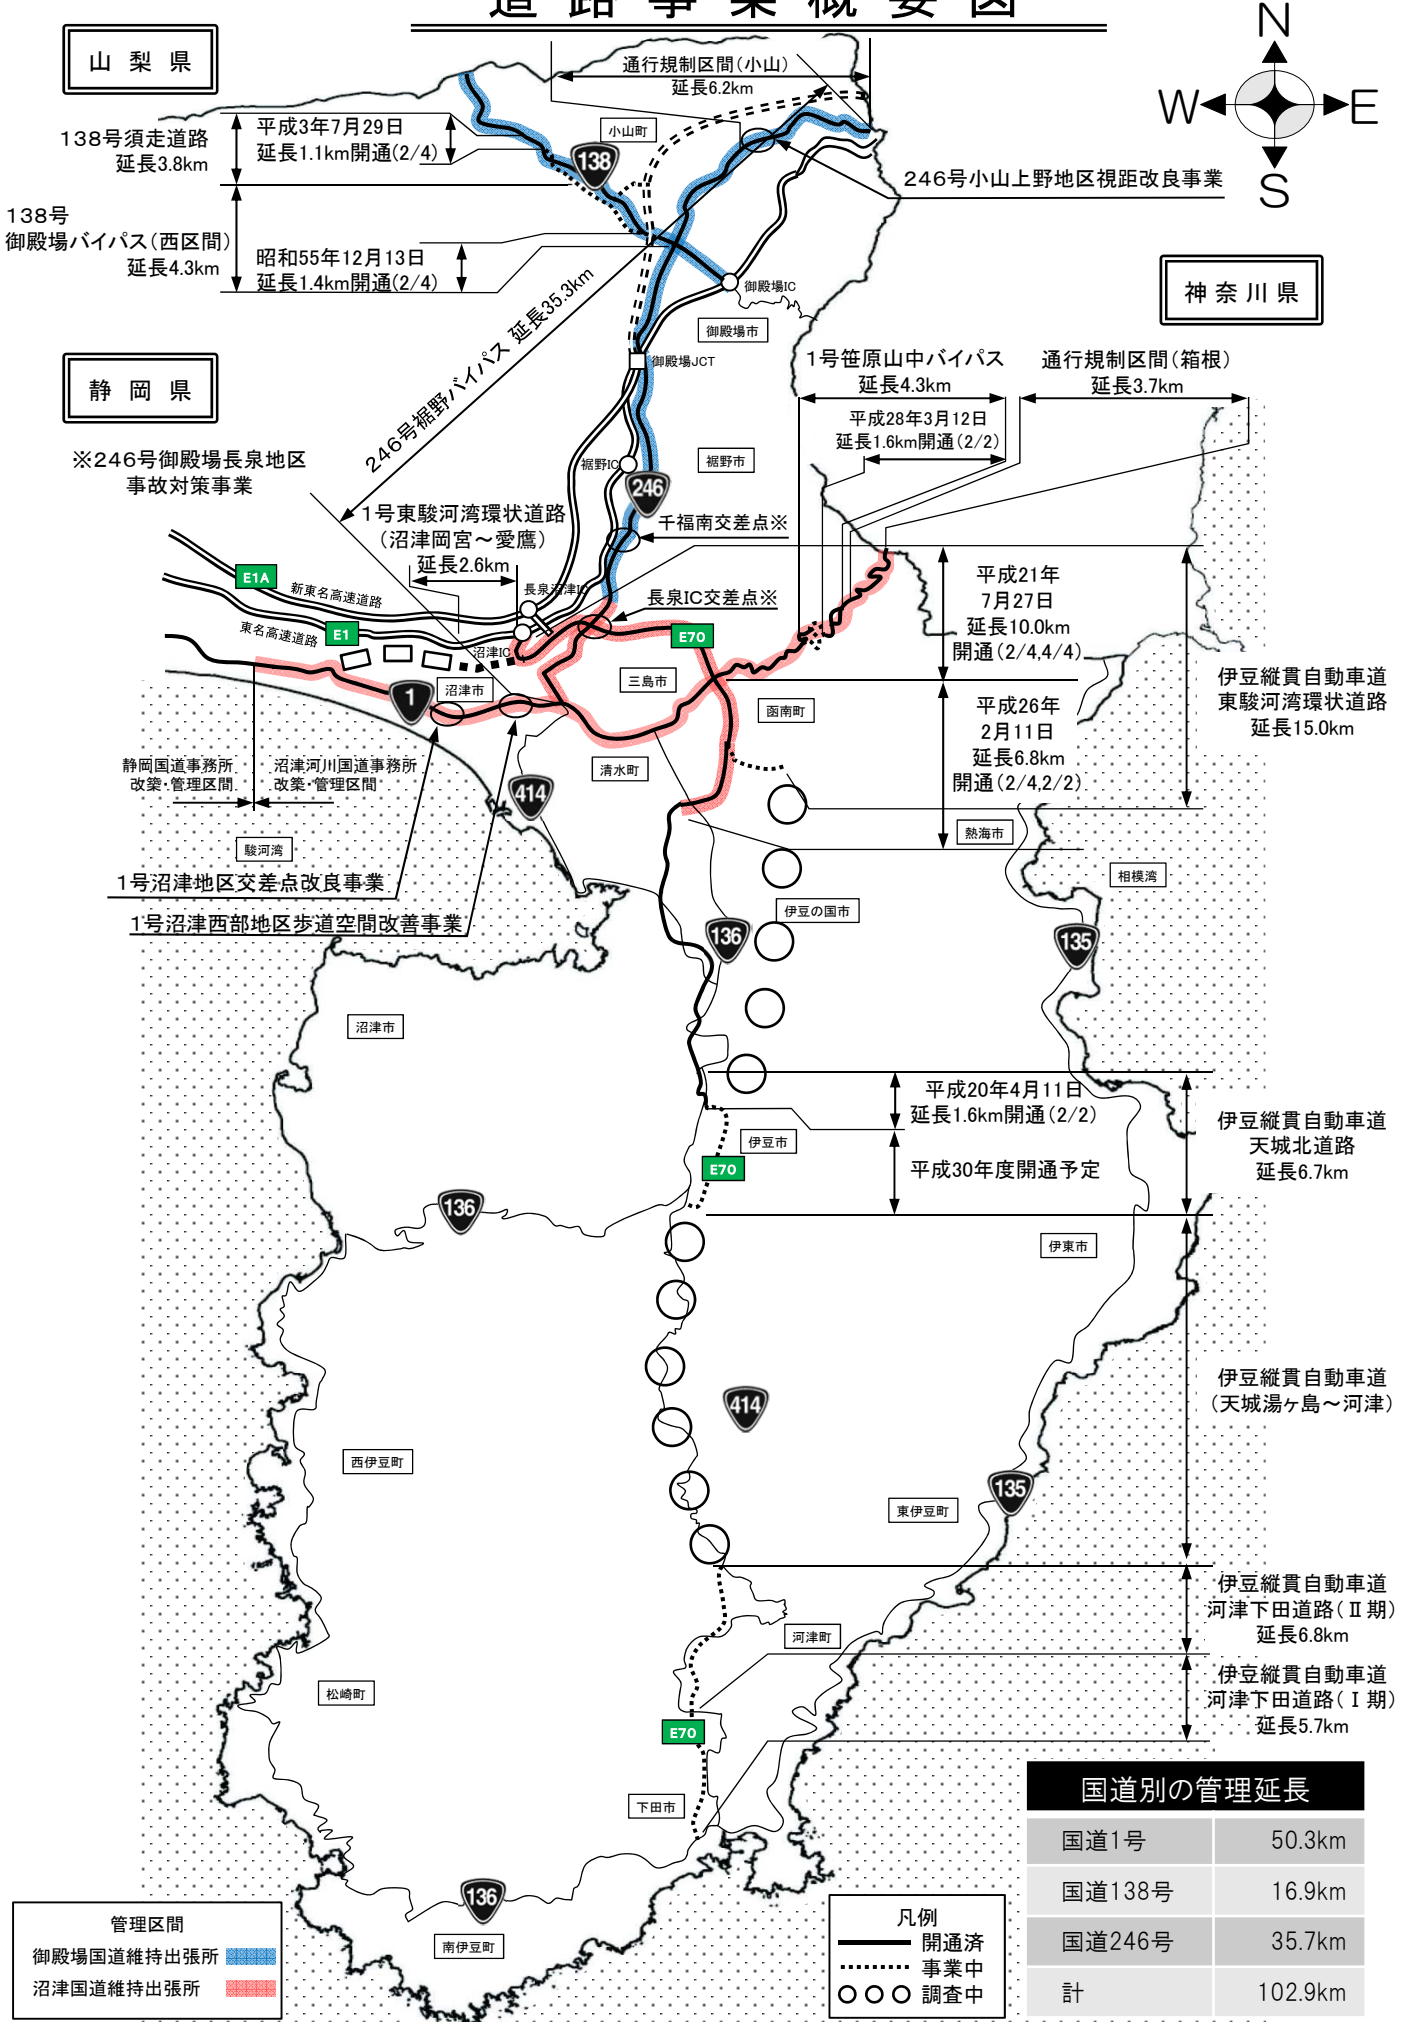 道路事業概要図
N
W
E
S
山梨県
通行規制区間(小山)
延長6.2km
138号須走道路
延長3.8km
平成3年7月29日
延長1.1km開通(2/4)
小山町
138
246号小山上野地区視距改良事業
138号
御殿場バイパス(西区間)
延長4.3km
昭和55年12月13日
延長1.4km開通(2/4)
246号裾野バイパス 延長35.3km
御殿場IC
御殿場市
御殿場JCT
神奈川県
静岡県
1号笹原山中バイパス
延長4.3km
通行規制区間(箱根)
延長3.7km
平成28年3月12日
延長1.6km開通(2/2)
※246号御殿場長泉地区
事故対策事業
裾野IC
裾野市
246
1号東駿河湾環状道路
(沼津岡宮～愛鷹)
延長2.6km
千福南交差点※
E1A
新東名高速道路
長泉沼津IC
長泉IC交差点※
東名高速道路
E1
沼津IC
E70
平成21年
7月27日
延長10.0km
開通(2/4,4/4)
伊豆縦貫自動車道
東駿河湾環状道路
延長15.0km
1
沼津市
三島市
函南町
平成26年
2月11日
延長6.8km
開通(2/4,2/2)
静岡国道事務所
改築・管理区間
沼津河川国道事務所
改築・管理区間
清水町
414
熱海市
駿河湾
相模湾
1号沼津地区交差点改良事業
1号沼津西部地区歩道空間改善事業
伊豆の国市
136
135
沼津市
平成20年4月11日
延長1.6km開通(2/2)
伊豆市
E70
平成30年度開通予定
伊豆縦貫自動車道
天城北道路
延長6.7km
136
伊東市
伊豆縦貫自動車道
(天城湯ヶ島～河津)
414
西伊豆町
135
東伊豆町
伊豆縦貫自動車道
河津下田道路(Ⅱ期)
延長6.8km
河津町
伊豆縦貫自動車道
河津下田道路(Ⅰ期)
延長5.7km
松崎町
E70
下田市
136
南伊豆町
管理区間
御殿場国道維持出張所
沼津国道維持出張所
凡例
開通済
事業中
調査中
国道別の管理延長
国道1号 50.3km
国道138号 16.9km
国道246号 35.7km
計 102.9km